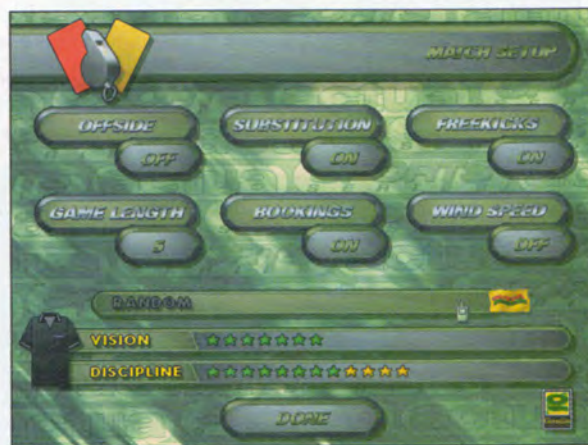 MATCH SETUP
OFFSIDE SUBSTITUTION FREEKICKS
OFF ON ON
GAME LENGTH BOOKINGS WIND SPEED
5 ON OFF
RANDOM
VISION
DISCIPLINE
DONE